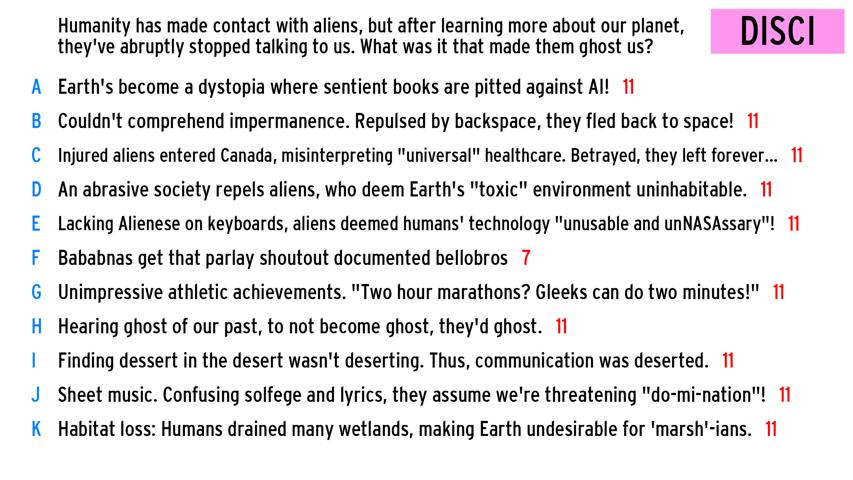 Humanity has made contact with aliens, but after learning more about our planet,
they've abruptly stopped talking to us. What was it that made them ghost us?
DISCI
A Earth's become a dystopia where sentient books are pitted against AI! 11
B Couldn't comprehend impermanence. Repulsed by backspace, they fled back to space! 11
C Injured aliens entered Canada, misinterpreting "universal" healthcare. Betrayed, they left forever... 11
D An abrasive society repels aliens, who deem Earth's "toxic" environment uninhabitable. 11
E Lacking Alienese on keyboards, aliens deemed humans' technology "unusable and unNASAssary"! 11
F Bababnas get that parlay shoutout documented bellobros 7
G Unimpressive athletic achievements. "Two hour marathons? Gleeks can do two minutes!" 11
H Hearing ghost of our past, to not become ghost, they'd ghost. 11
I Finding dessert in the desert wasn't deserting. Thus, communication was deserted. 11
J Sheet music. Confusing solfege and lyrics, they assume we're threatening "do-mi-nation"! 11
K Habitat loss: Humans drained many wetlands, making Earth undesirable for 'marsh'-ians. 11